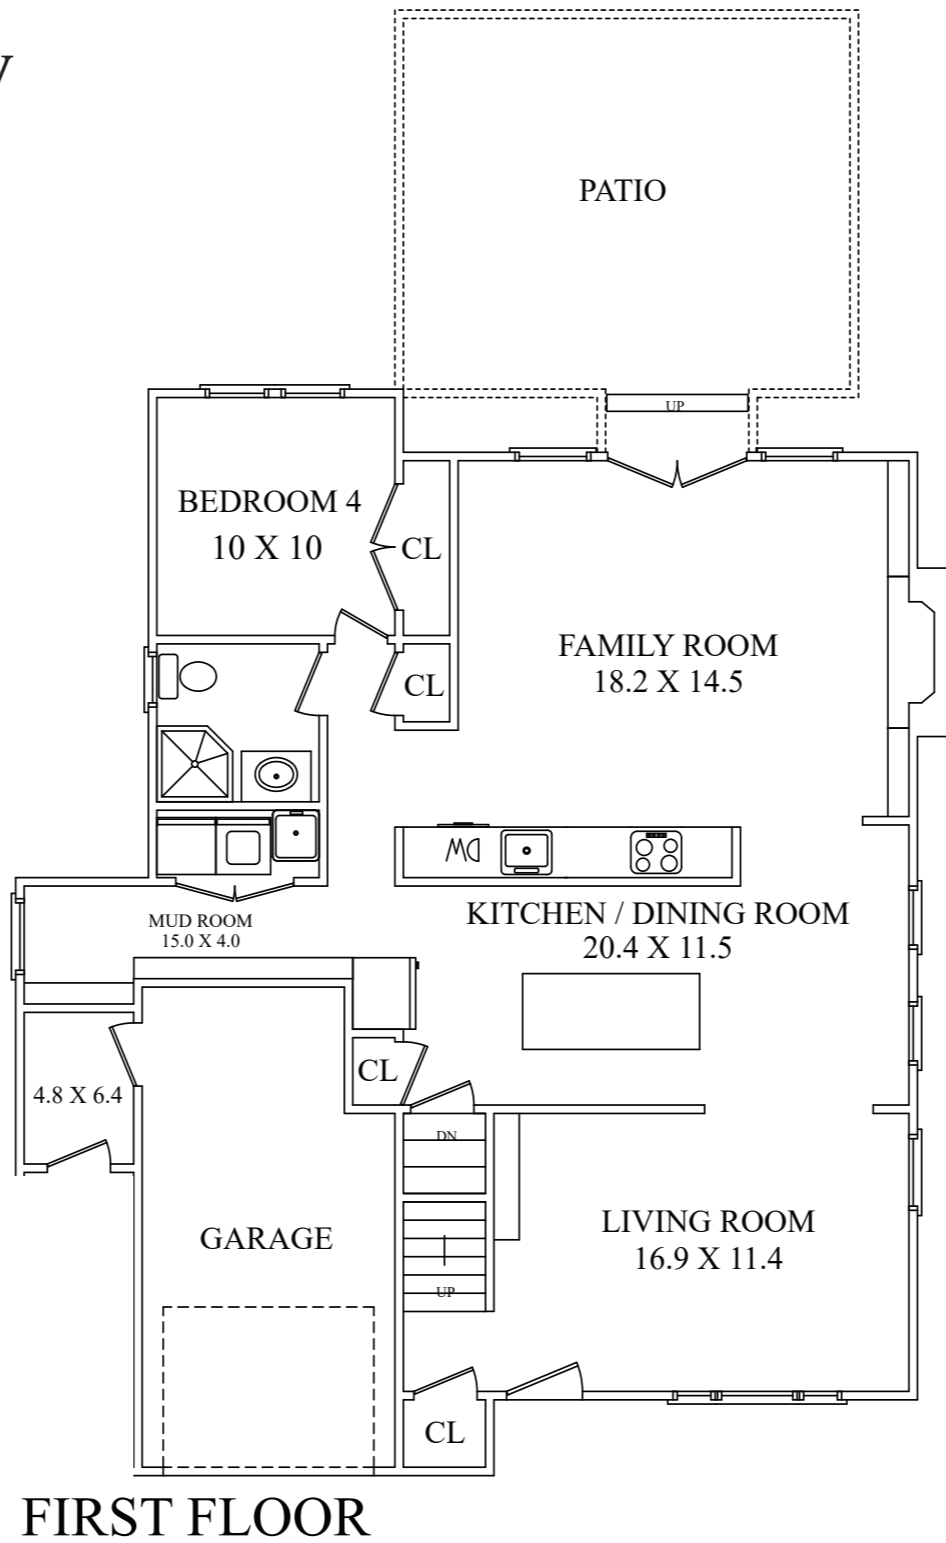 PATIO
UP
BEDROOM 4
10 X 10
CL
FAMILY ROOM
18.2 X 14.5
CL
DW
KITCHEN / DINING ROOM
20.4 X 11.5
MUD ROOM
15.0 X 4.0
CL
4.8 X 6.4
DN
LIVING ROOM
16.9 X 11.4
GARAGE
UP
CL
FIRST FLOOR